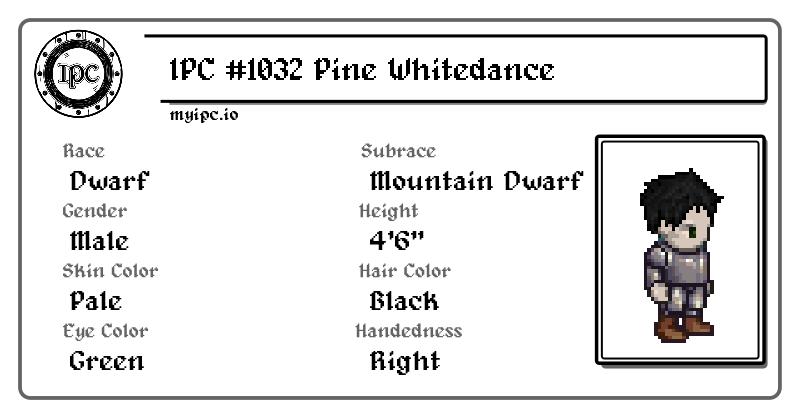 IPC
IPC #1032 Pine Whitedance
myipc.io
Race
Dwarf
Subrace
Mountain Dwarf
Gender
Male
Height
4'6"
Skin Color
Pale
Hair Color
Black
Eye Color
Green
Handedness
Right